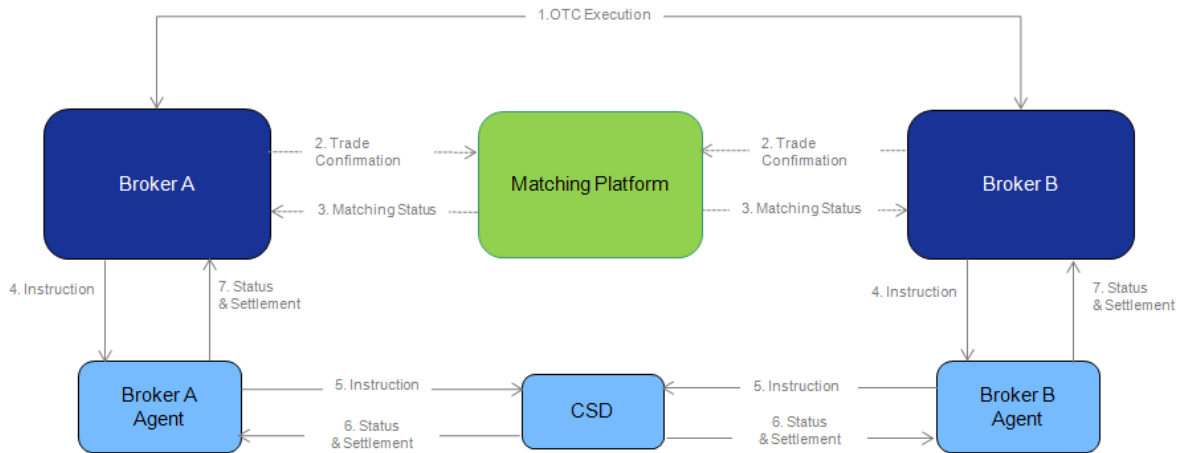 1.OTC Execution
Broker A
2. Trade
Confirmation
3. Matching Status
Matching Platform
2. Trade
Confirmation
3. Matching Status
Broker B
4. Instruction
7. Status
& Settlement
4. Instruction
7. Status
& Settlement
Broker A
Agent
5. Instruction
6. Status
& Settlement
CSD
5. Instruction
6. Status
& Settlement
Broker B
Agent